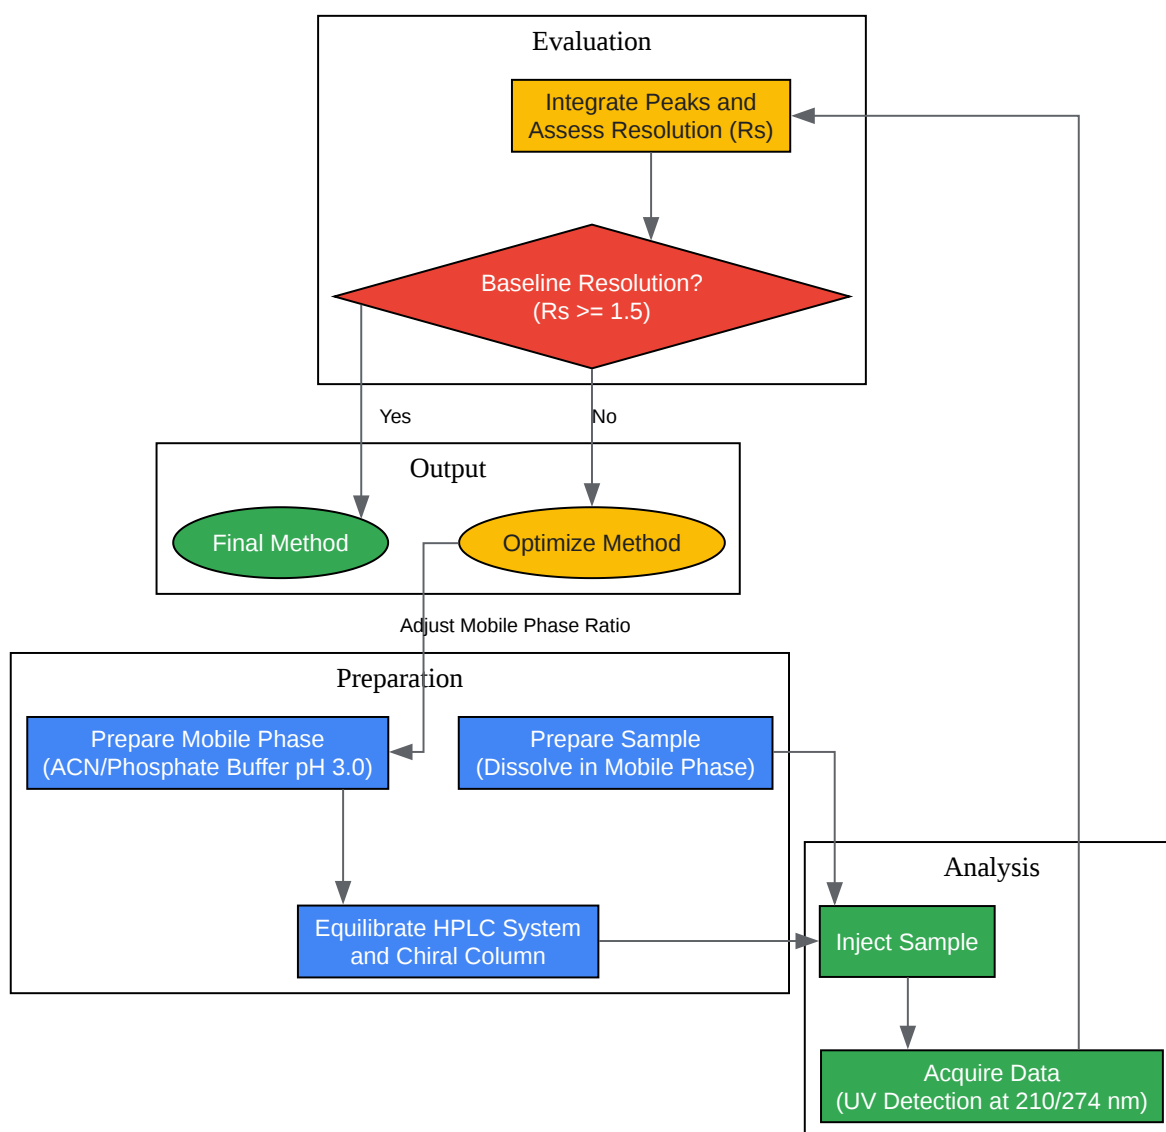 Evaluation
Integrate Peaks and
Assess Resolution (Rs)
Baseline Resolution?
(Rs >= 1.5)
Yes
No
Output
Final Method
Optimize Method
Adjust Mobile Phase Ratio
Preparation
Prepare Mobile Phase
(ACN/Phosphate Buffer pH 3.0)
Prepare Sample
(Dissolve in Mobile Phase)
Equilibrate HPLC System
and Chiral Column
Analysis
Inject Sample
Acquire Data
(UV Detection at 210/274 nm)